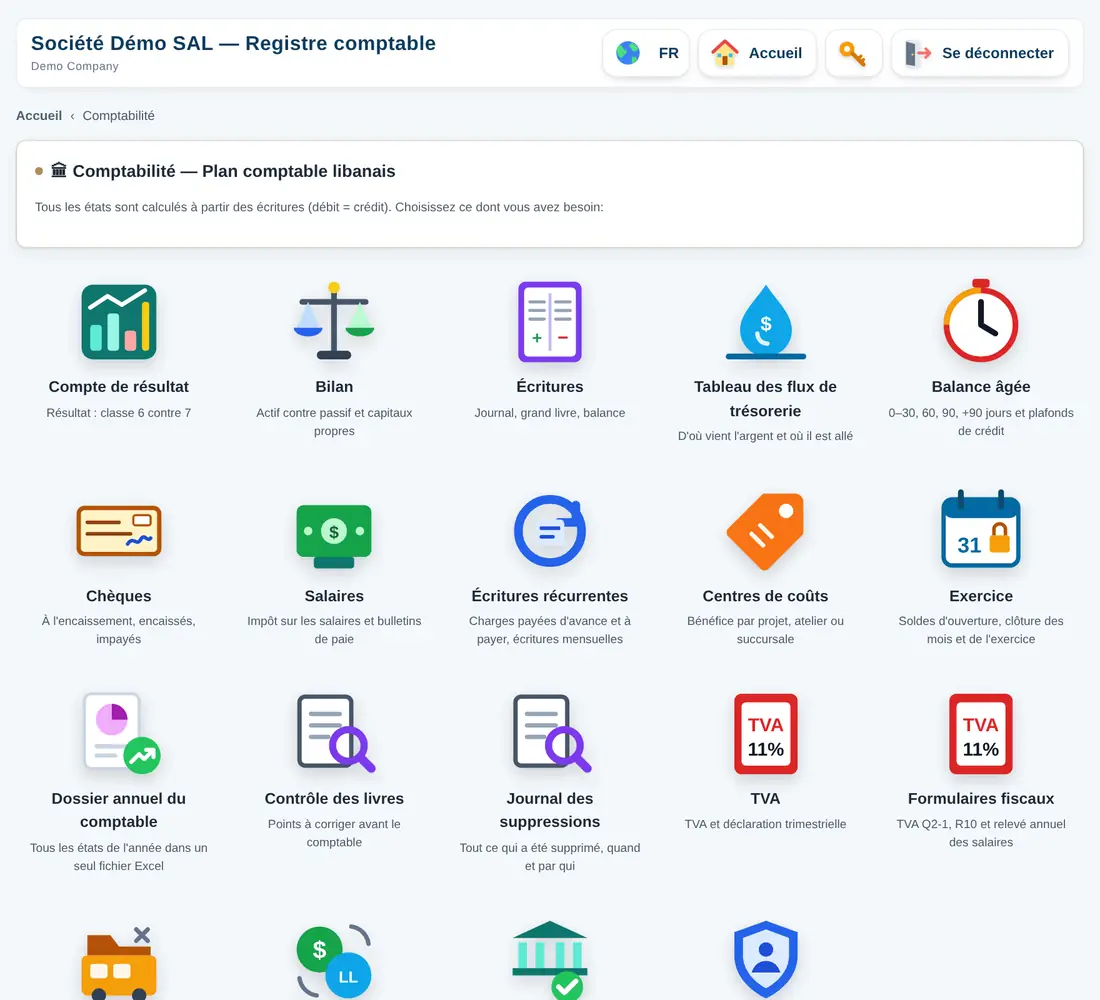 Société Démo SAL — Registre comptable
Demo Company
FR
Accueil
Se déconnecter
Accueil ‹ Comptabilité
Comptabilité — Plan comptable libanais
Tous les états sont calculés à partir des écritures (débit = crédit). Choisissez ce dont vous avez besoin:
Compte de résultat
Résultat : classe 6 contre 7
Bilan
Actif contre passif et capitaux
propres
Écritures
Journal, grand livre, balance
$
Tableau des flux de
trésorerie
D'où vient l'argent et où il est allé
Balance âgée
0–30, 60, 90, +90 jours et plafonds
de crédit
Chèques
À l'encaissement, encaissés,
impayés
$
Salaires
Impôt sur les salaires et bulletins
de paie
Écritures récurrentes
Charges payées d'avance et à
payer, écritures mensuelles
Centres de coûts
Bénéfice par projet, atelier ou
succursale
31
Exercice
Soldes d'ouverture, clôture des
mois et de l'exercice
Dossier annuel du
comptable
Tous les états de l'année dans un
seul fichier Excel
Contrôle des livres
Points à corriger avant le
comptable
Journal des
suppressions
Tout ce qui a été supprimé, quand
et par qui
TVA
11%
TVA
TVA et déclaration trimestrielle
TVA
11%
Formulaires fiscaux
TVA Q2-1, R10 et relevé annuel
des salaires
$
LL